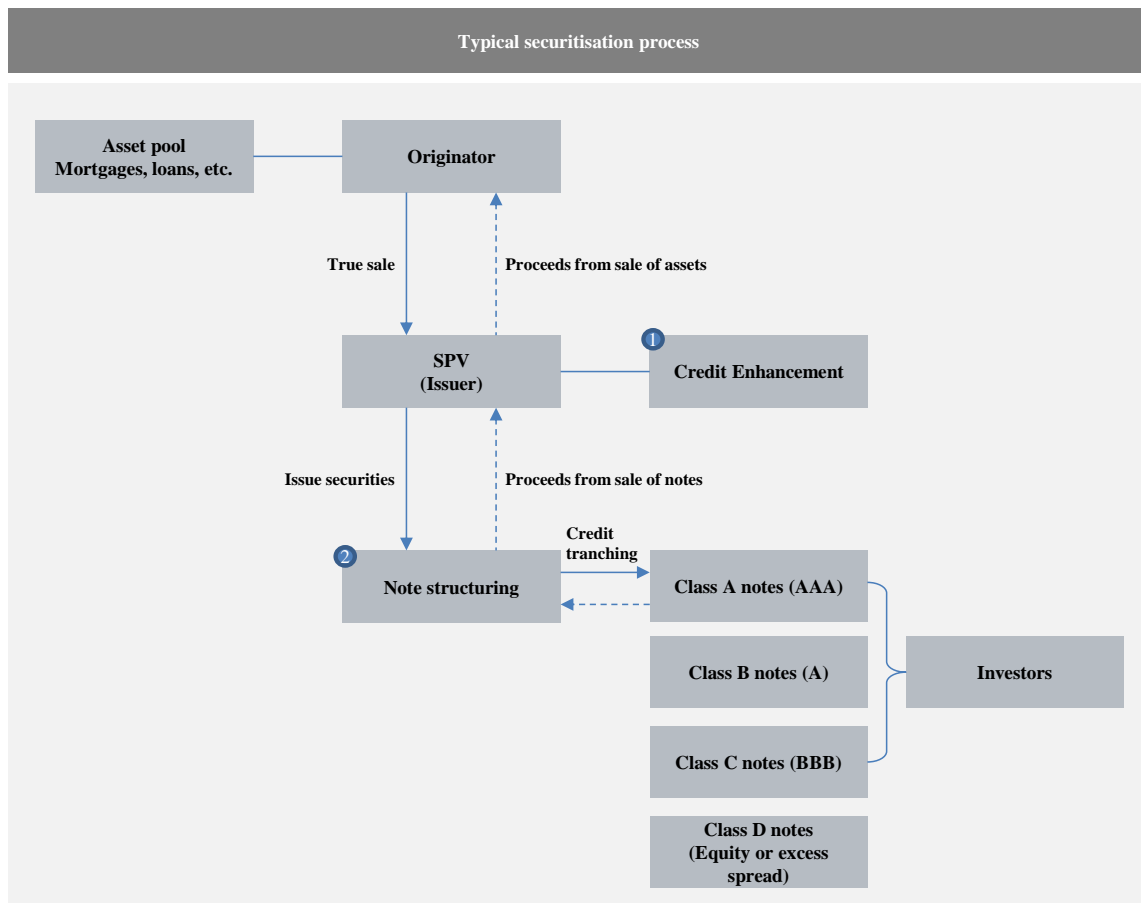 Typical securitisation process
Asset pool
Mortgages, loans, etc.
Originator
True sale
Proceeds from sale of assets
SPV
(Issuer)
1
Credit Enhancement
Issue securities
Proceeds from sale of notes
2
Note structuring
Credit
tranching
Class A notes (AAA)
Class B notes (A)
Investors
Class C notes (BBB)
Class D notes
(Equity or excess
spread)